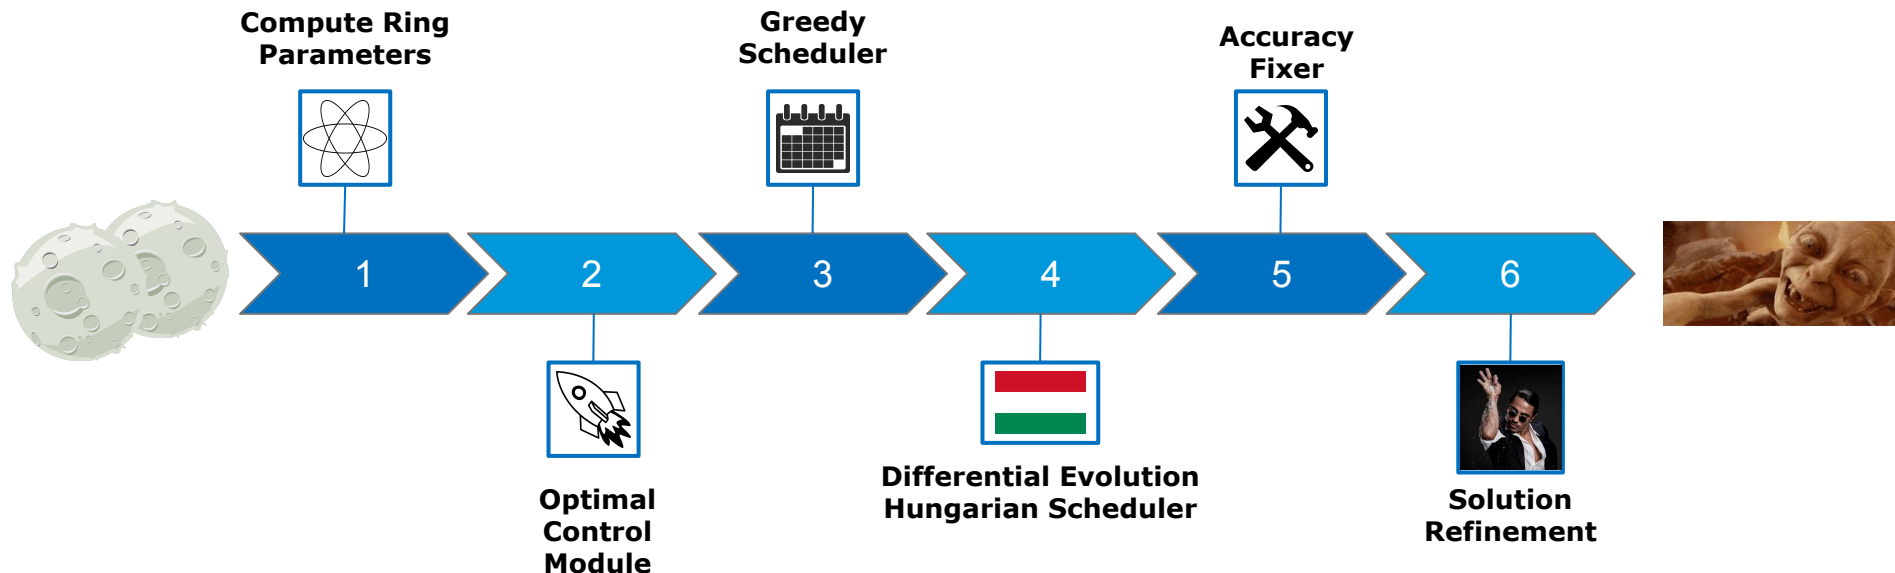 Compute Ring
Parameters
Greedy
Scheduler
Accuracy
Fixer
1
2
3
4
5
6
Optimal
Control
Module
Differential Evolution
Hungarian Scheduler
Solution
Refinement